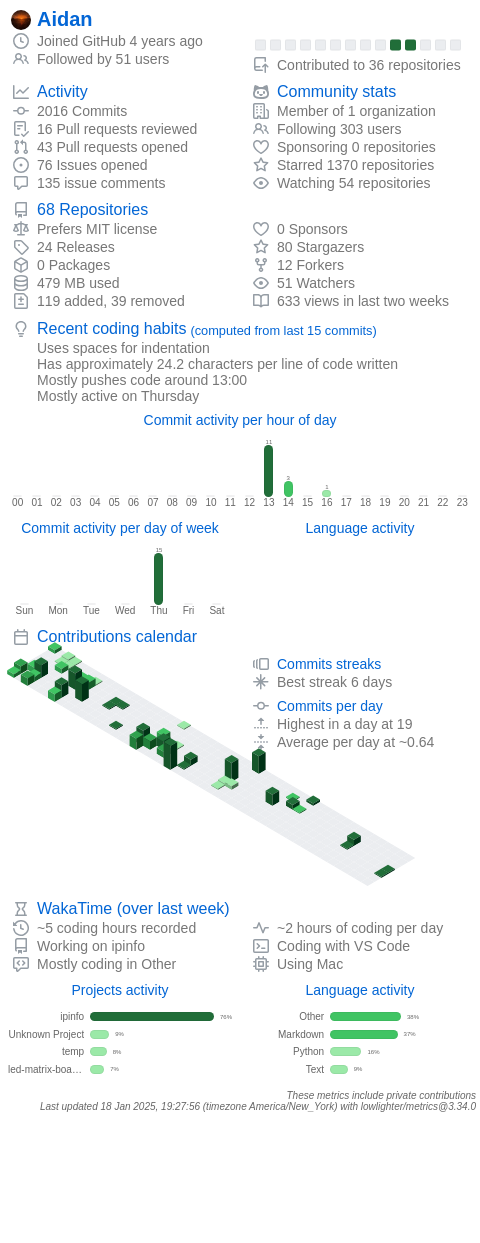 Aidan
Joined GitHub 4 years ago
Followed by 51 users
Contributed to 36 repositories
Activity
2016 Commits
16 Pull requests reviewed
43 Pull requests opened
76 Issues opened
135 issue comments
Community stats
Member of 1 organization
Following 303 users
Sponsoring 0 repositories
Starred 1370 repositories
Watching 54 repositories
68 Repositories
Prefers MIT license
24 Releases
0 Packages
479 MB used
119 added, 39 removed
0 Sponsors
80 Stargazers
12 Forkers
51 Watchers
633 views in last two weeks
Recent coding habits (computed from last 15 commits)
Uses spaces for indentation
Has approximately 24.2 characters per line of code written
Mostly pushes code around 13:00
Mostly active on Thursday
Commit activity per hour of day
11
3
1
00 01 02 03 04 05 06 07 08 09 10 11 12 13 14 15 16 17 18 19 20 21 22 23
Commit activity per day of week
15
Sun Mon Tue Wed Thu Fri Sat
Language activity
Contributions calendar
Commits streaks
Best streak 6 days
Commits per day
Highest in a day at 19
Average per day at ~0.64
WakaTime (over last week)
~5 coding hours recorded
Working on ipinfo
Mostly coding in Other
~2 hours of coding per day
Coding with VS Code
Using Mac
Projects activity
ipinfo 76%
Unknown Project 9%
temp 8%
led-matrix-boa… 7%
Language activity
Other 38%
Markdown 37%
Python 16%
Text 9%
These metrics include private contributions
Last updated 18 Jan 2025, 19:27:56 (timezone America/New_York) with lowlighter/metrics@3.34.0